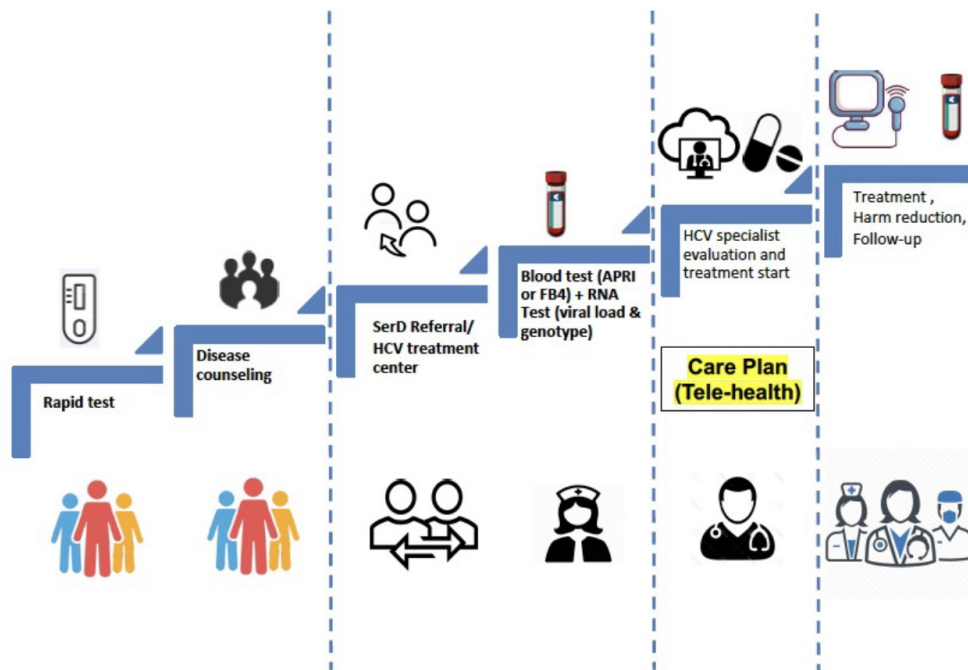 Rapid test
Disease
counseling
SerD Referral/
HCV treatment
center
Blood test (APRI
or FB4) + RNA
Test (viral load &
genotype)
HCV specialist
evaluation and
treatment start
Care Plan
(Tele-health)
Treatment ,
Harm reduction,
Follow-up